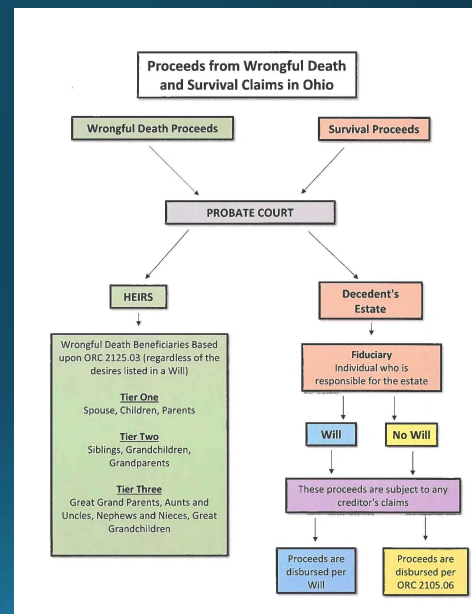 Proceeds from Wrongful Death
and Survival Claims in Ohio
Wrongful Death Proceeds
Survival Proceeds
PROBATE COURT
HEIRS
Decedent's
Estate
Wrongful Death Beneficiaries Based
upon ORC 2125.03 (regardless of the
desires listed in a Will)
Tier One
Spouse, Children, Parents
Tier Two
Siblings, Grandchildren,
Grandparents
Tier Three
Great Grand Parents, Aunts and
Uncles, Nephews and Nieces, Great
Grandchildren
Fiduciary
Individual who is
responsible for the estate
Will
No Will
These proceeds are subject to any
creditor's claims
Proceeds are
disbursed per
Will
Proceeds are
disbursed per
ORC 2105.06